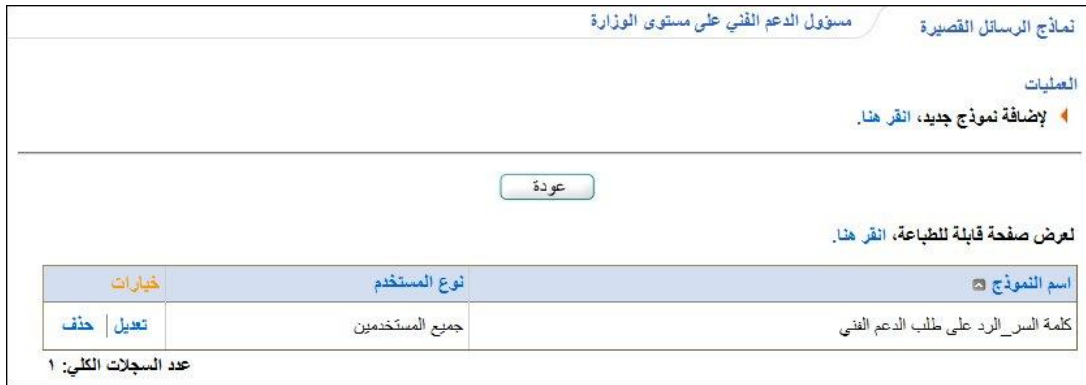 نماذج الرسائل القصيرة مسؤول الدعم الفني على مستوى الوزارة
العمليات
لإضافة نموذج جديد، انقر هنا.
عودة
لعرض صفحة قابلة للطباعة، انقر هنا.
اسم النموذج نوع المستخدم خيارات
كلمة السر_الرد على طلب الدعم الفني جميع المستخدمين تعديل | حذف
عدد السجلات الكلي: ١